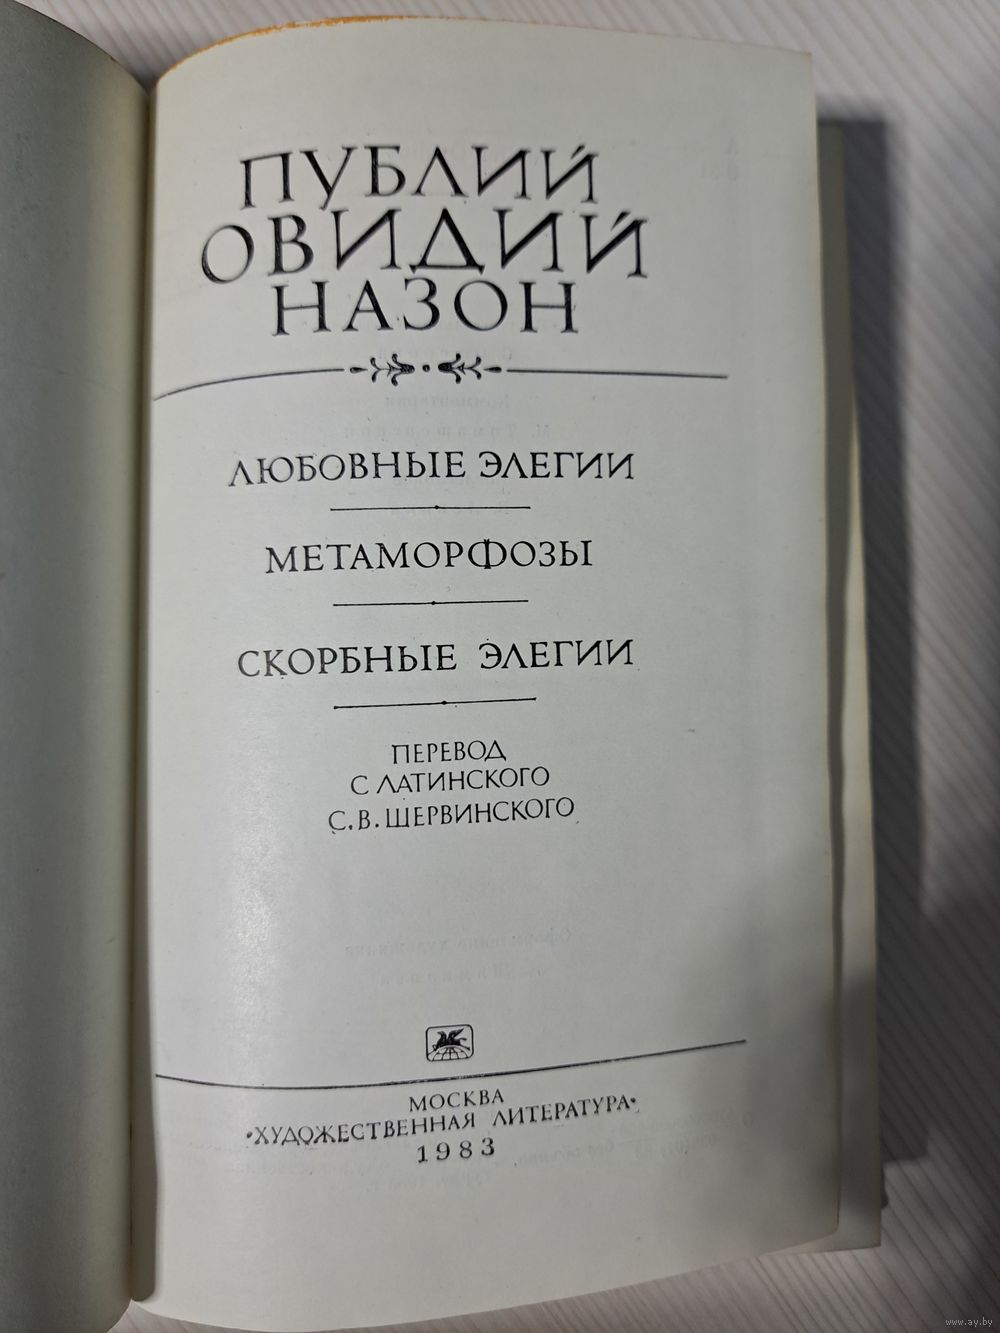 ПУБЛИЙ
ОВИДИЙ
НАЗОН
ЛЮБОВНЫЕ ЭЛЕГИИ
МЕТАМОРФОЗЫ
СКОРБНЫЕ ЭЛЕГИИ
ПЕРЕВОД
С ЛАТИНСКОГО
С.В. ШЕРВИНСКОГО
МОСКВА
•ХУДОЖЕСТВЕННАЯ ЛИТЕРАТУРА•
1983
www.ay.by